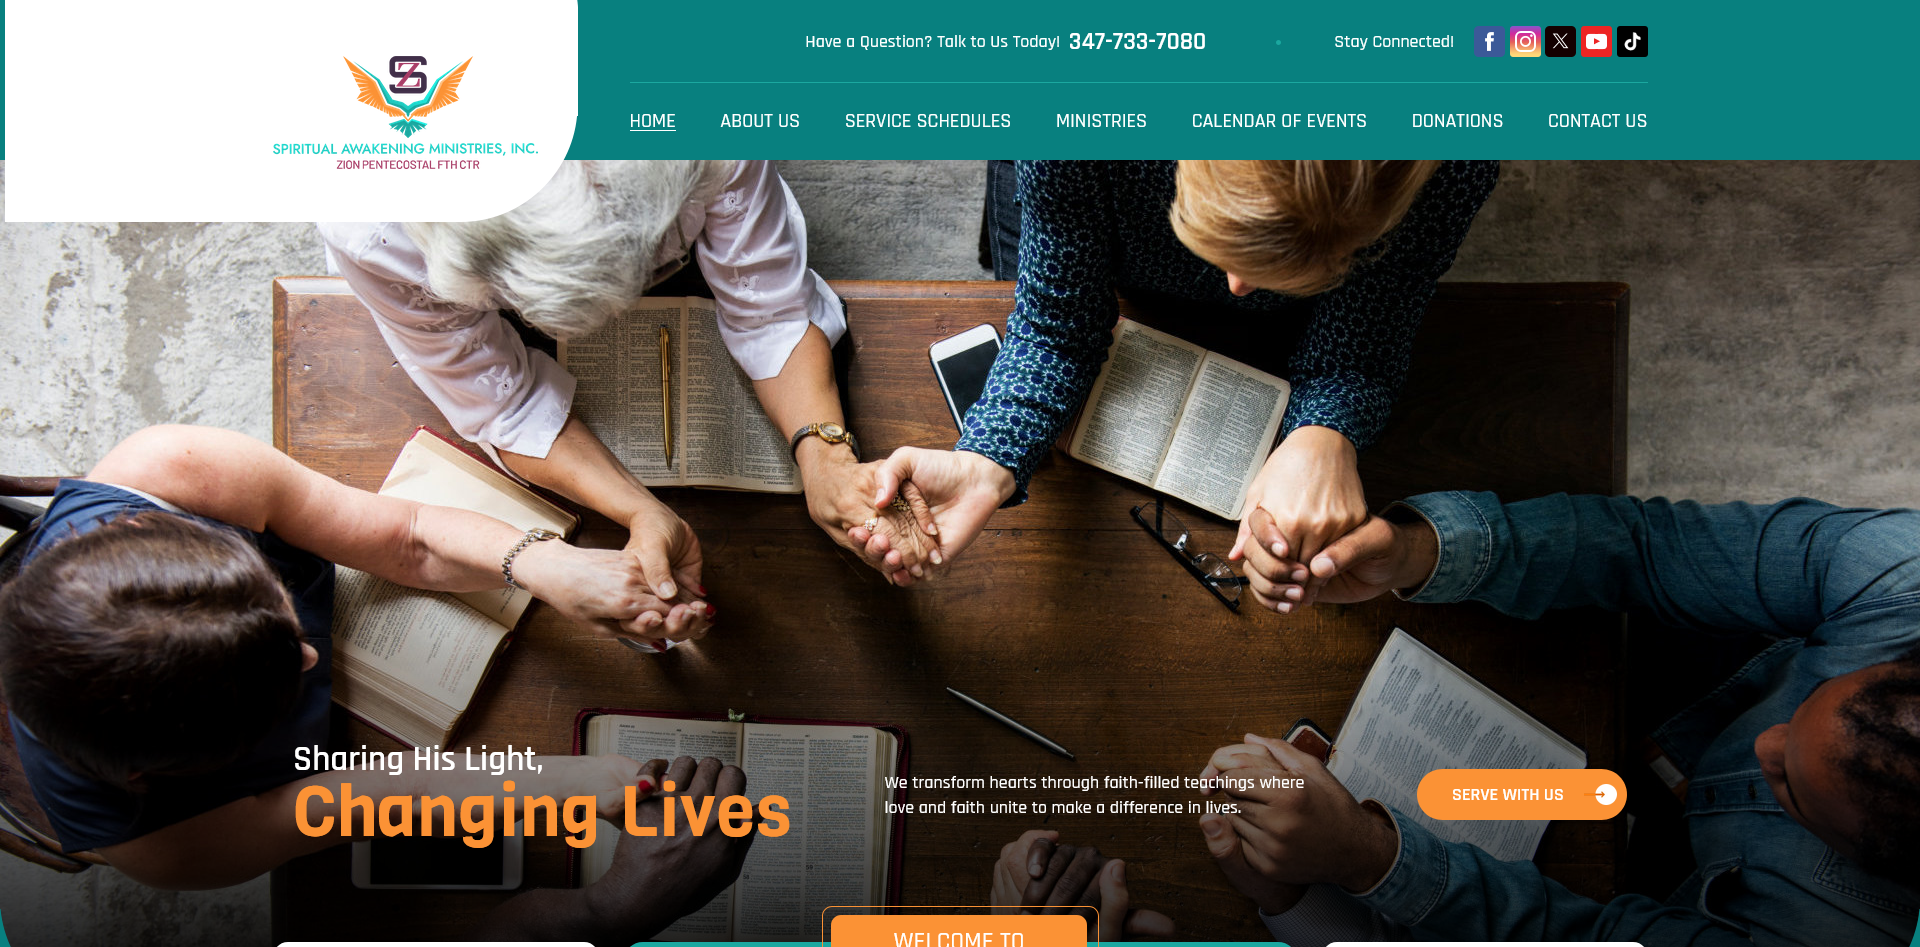 SZ
SPIRITUAL AWAKENING MINISTRIES, INC.
ZION PENTECOSTAL FTH CTR
Have a Question? Talk to Us Today! 347-733-7080
Stay Connected!
HOME ABOUT US SERVICE SCHEDULES MINISTRIES CALENDAR OF EVENTS DONATIONS CONTACT US
Sharing His Light,
Changing Lives
We transform hearts through faith-filled teachings where
love and faith unite to make a difference in lives.
SERVE WITH US
WELCOME TO